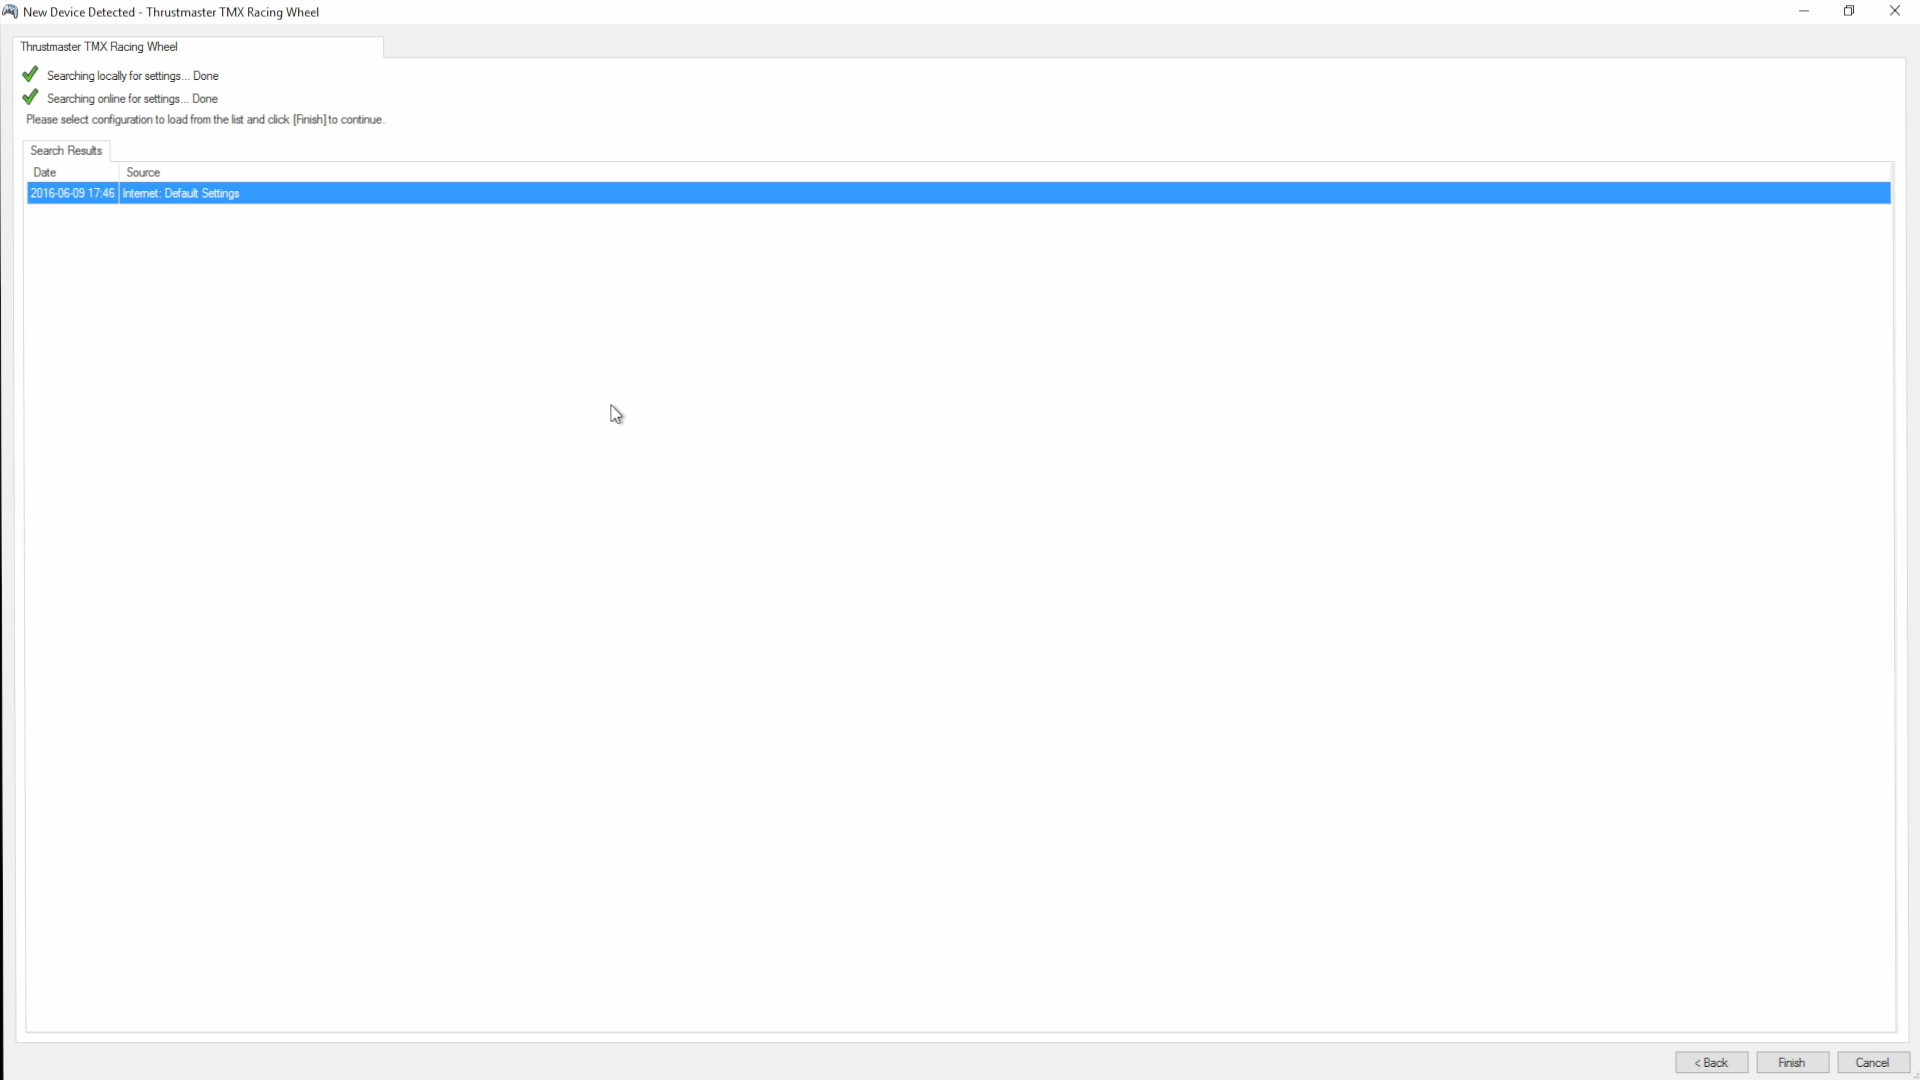 New Device Detected - Thrustmaster TMX Racing Wheel
Thrustmaster TMX Racing Wheel
Searching locally for settings... Done
Searching online for settings... Done
Please select configuration to load from the list and click [Finish] to continue.
Search Results
Date Source
2016-06-09 17:46 Internet: Default Settings
< Back Finish Cancel